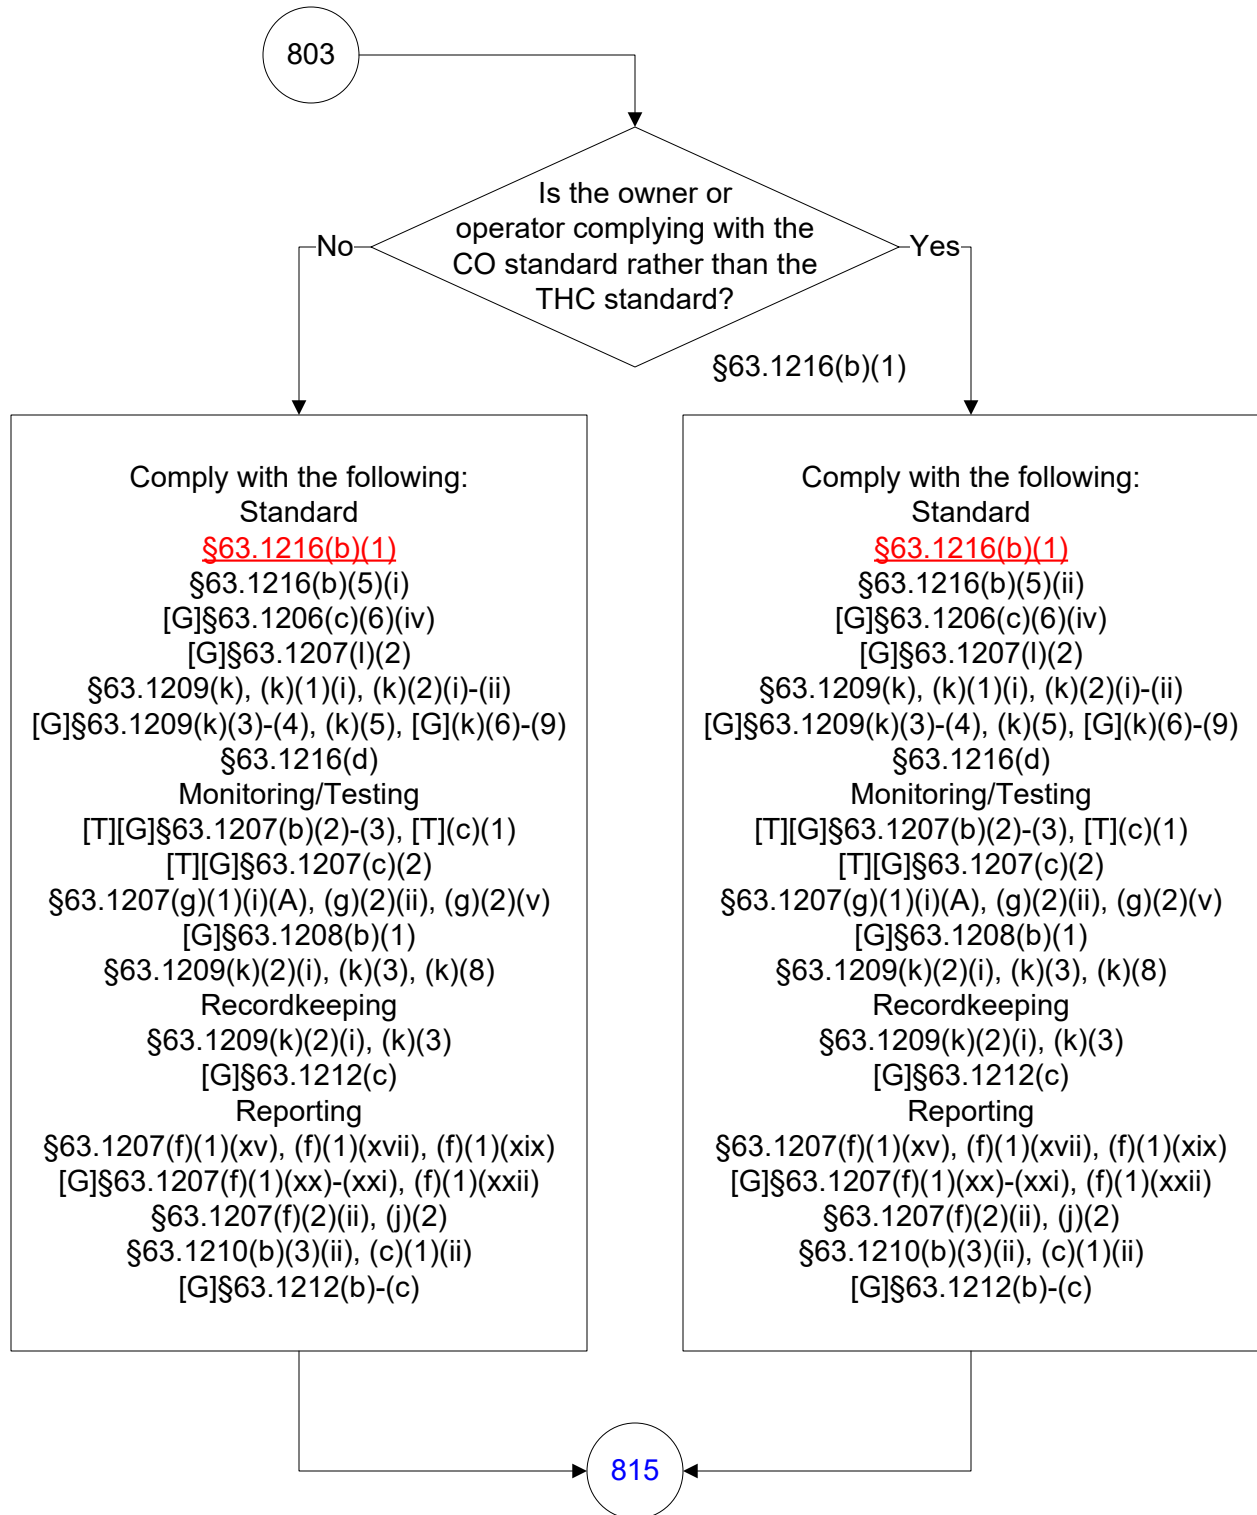 803
Is the owner or
operator complying with the
CO standard rather than the
THC standard?
No
Yes
§63.1216(b)(1)
Comply with the following:
Standard
§63.1216(b)(1)
§63.1216(b)(5)(i)
[G]§63.1206(c)(6)(iv)
[G]§63.1207(l)(2)
§63.1209(k), (k)(1)(i), (k)(2)(i)-(ii)
[G]§63.1209(k)(3)-(4), (k)(5), [G](k)(6)-(9)
§63.1216(d)
Monitoring/Testing
[T][G]§63.1207(b)(2)-(3), [T](c)(1)
[T][G]§63.1207(c)(2)
§63.1207(g)(1)(i)(A), (g)(2)(ii), (g)(2)(v)
[G]§63.1208(b)(1)
§63.1209(k)(2)(i), (k)(3), (k)(8)
Recordkeeping
§63.1209(k)(2)(i), (k)(3)
[G]§63.1212(c)
Reporting
§63.1207(f)(1)(xv), (f)(1)(xvii), (f)(1)(xix)
[G]§63.1207(f)(1)(xx)-(xxi), (f)(1)(xxii)
§63.1207(f)(2)(ii), (j)(2)
§63.1210(b)(3)(ii), (c)(1)(ii)
[G]§63.1212(b)-(c)
Comply with the following:
Standard
§63.1216(b)(1)
§63.1216(b)(5)(ii)
[G]§63.1206(c)(6)(iv)
[G]§63.1207(l)(2)
§63.1209(k), (k)(1)(i), (k)(2)(i)-(ii)
[G]§63.1209(k)(3)-(4), (k)(5), [G](k)(6)-(9)
§63.1216(d)
Monitoring/Testing
[T][G]§63.1207(b)(2)-(3), [T](c)(1)
[T][G]§63.1207(c)(2)
§63.1207(g)(1)(i)(A), (g)(2)(ii), (g)(2)(v)
[G]§63.1208(b)(1)
§63.1209(k)(2)(i), (k)(3), (k)(8)
Recordkeeping
§63.1209(k)(2)(i), (k)(3)
[G]§63.1212(c)
Reporting
§63.1207(f)(1)(xv), (f)(1)(xvii), (f)(1)(xix)
[G]§63.1207(f)(1)(xx)-(xxi), (f)(1)(xxii)
§63.1207(f)(2)(ii), (j)(2)
§63.1210(b)(3)(ii), (c)(1)(ii)
[G]§63.1212(b)-(c)
815